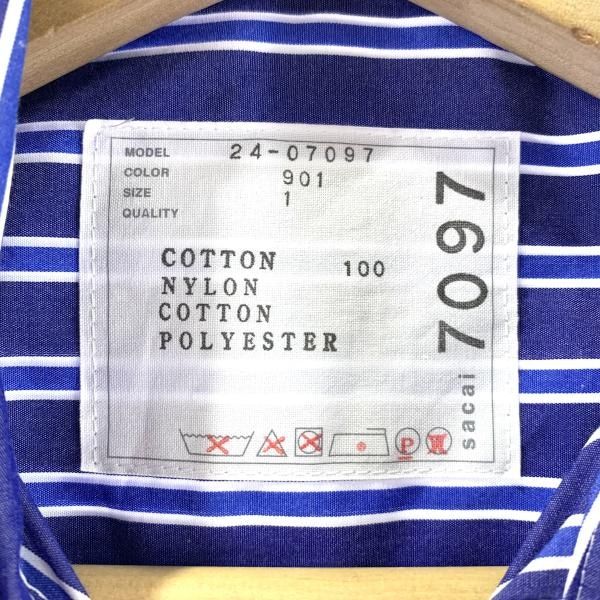 MODEL 24-07097
COLOR 901
SIZE 1
QUALITY
COTTON 100
NYLON
COTTON
POLYESTER
sacai 7097
P
W